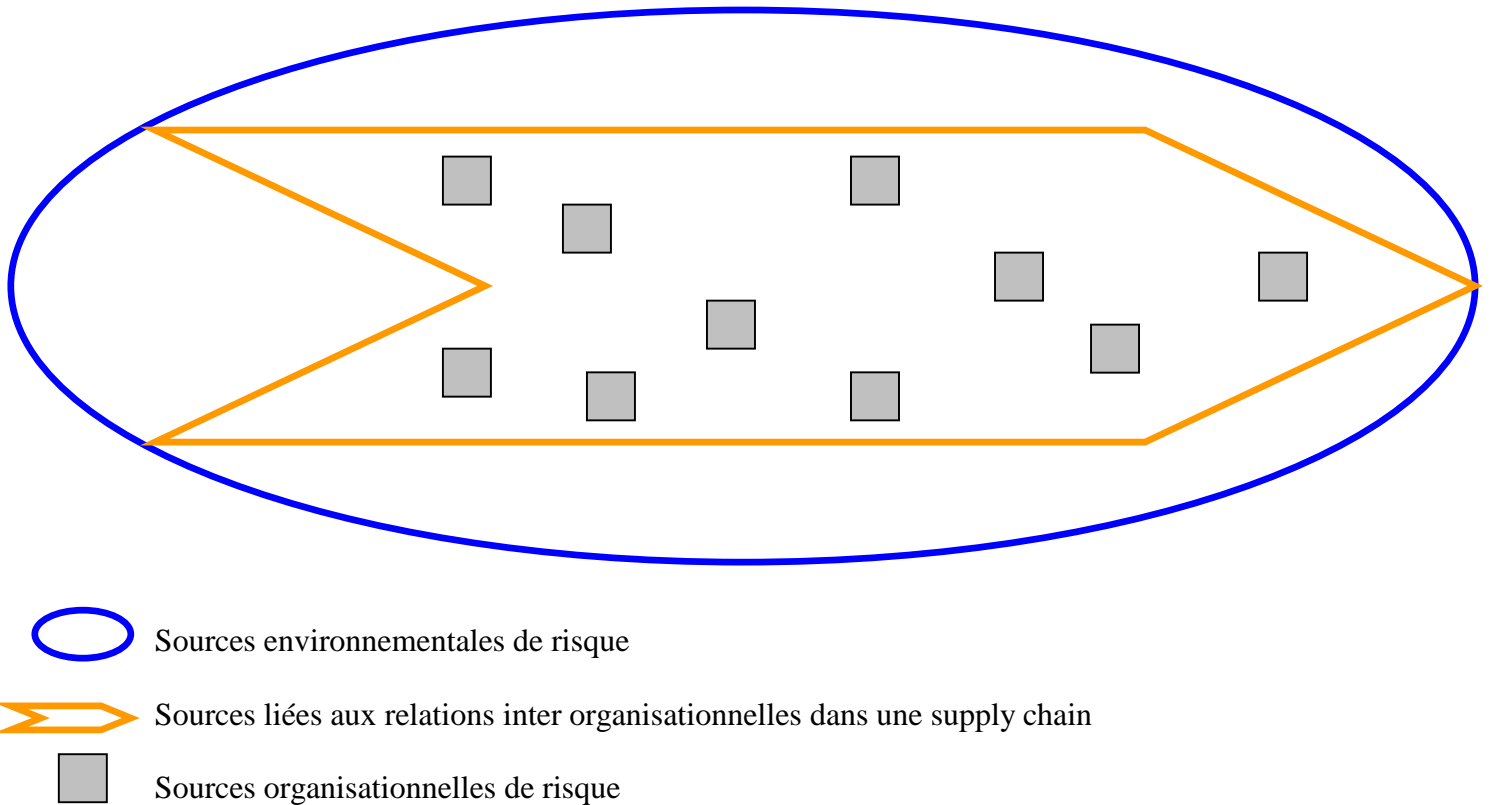 Sources environnementales de risque
Sources liées aux relations inter organisationnelles dans une supply chain
Sources organisationnelles de risque